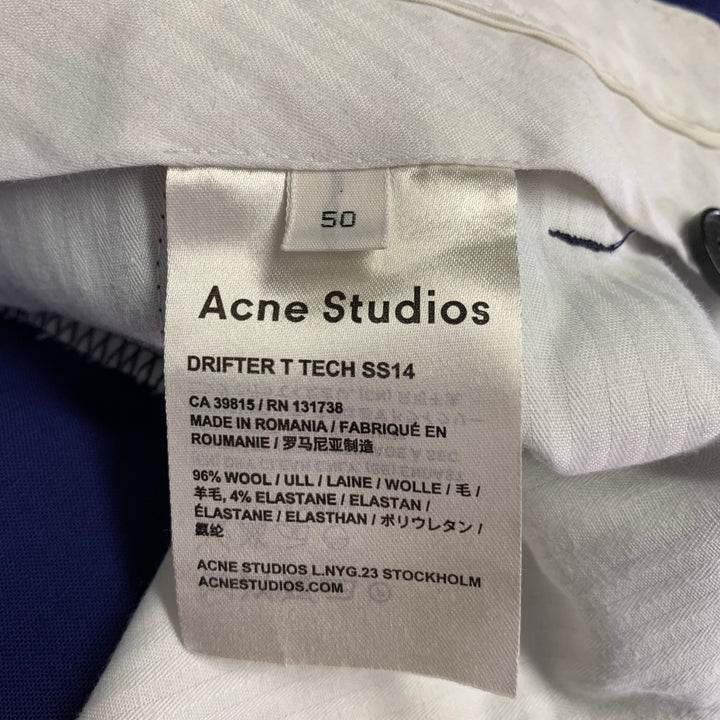 50
Acne Studios
DRIFTER T TECH SS14
CA 39815 / RN 131738
MADE IN ROMANIA / FABRIQUÉ EN
ROUMANIE / 罗马尼亚制造
96% WOOL / ULL / LAINE / WOLLE / 毛 /
羊毛, 4% ELASTANE / ELASTAN /
ÉLASTANE / ELASTHAN / ポリウレタン /
氨纶
ACNE STUDIOS L.NYG.23 STOCKHOLM
ACNESTUDIOS.COM